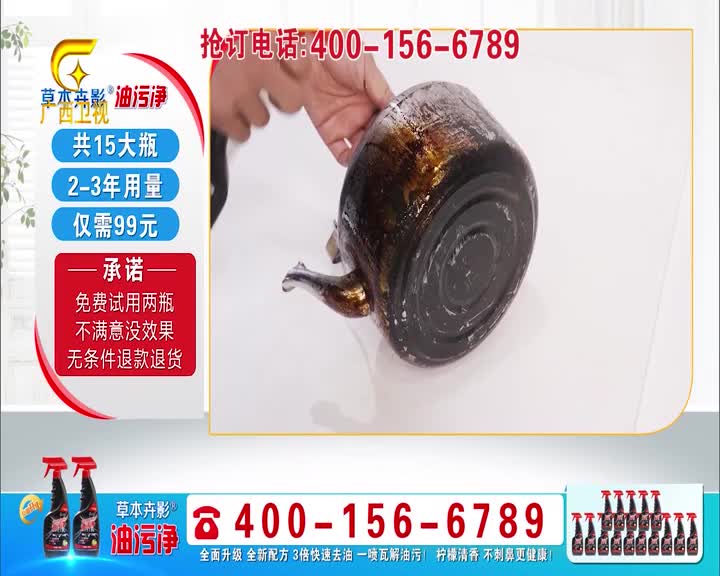 抢订电话:400-156-6789
草本卉影®油污净
广西卫视
共15大瓶
2-3年用量
仅需99元
承诺
免费试用两瓶
不满意没效果
无条件退款退货
草本卉影®
油污净
☎400-156-6789
全面升级 全新配方 3倍快速去油 一喷瓦解油污! 柠檬清香 不刺鼻更健康!